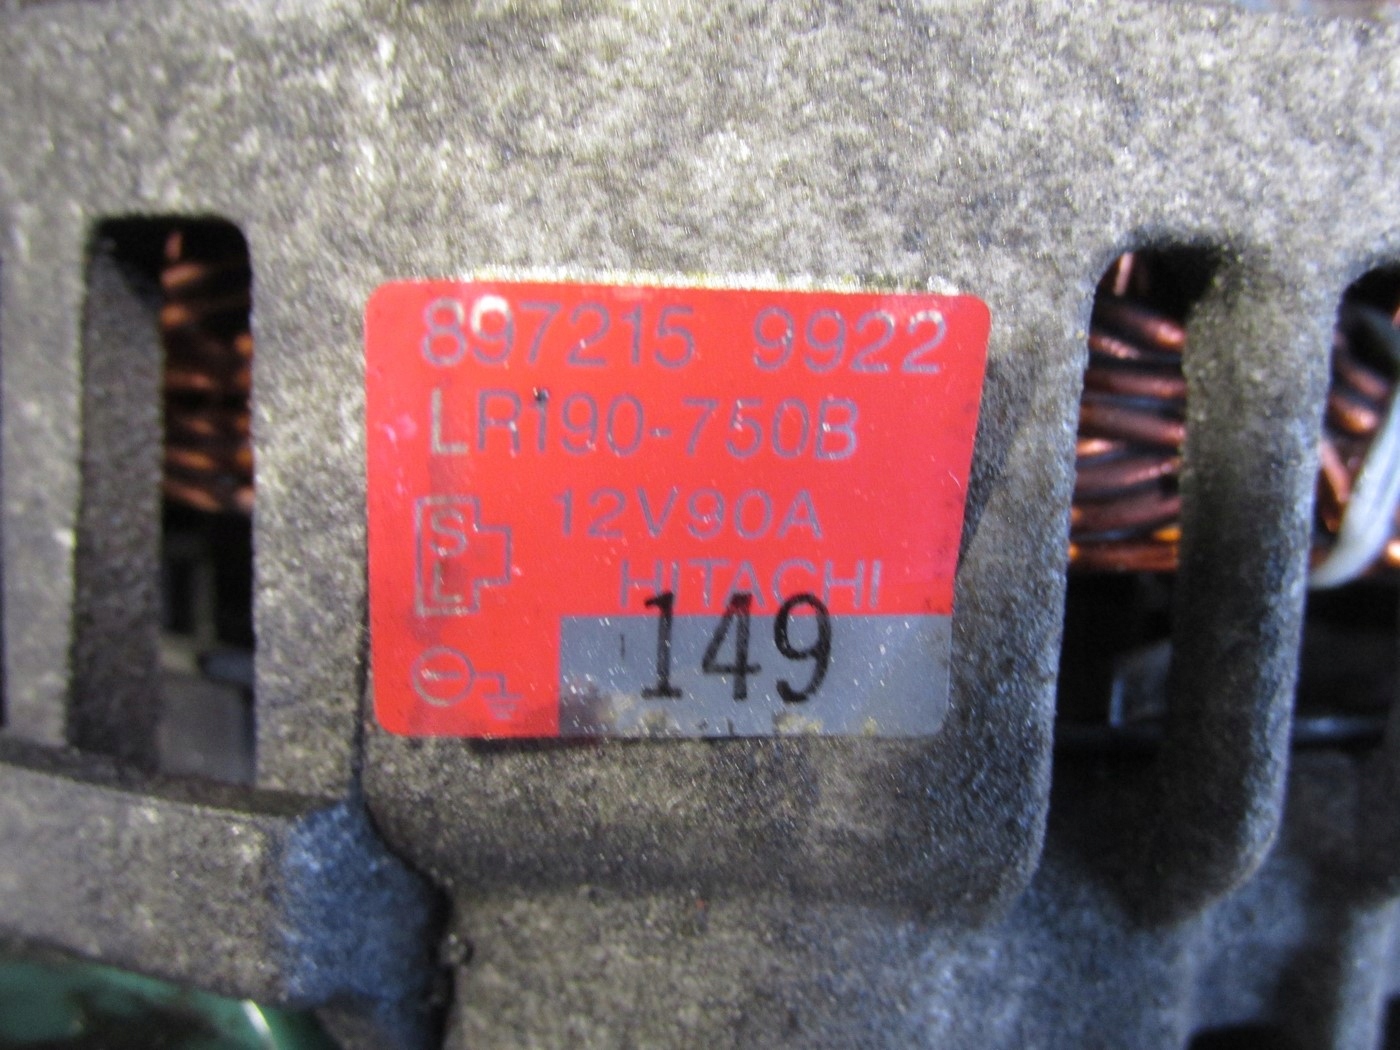 897215 9922
LR190-750B
S 12V90A
L HITACHI
149